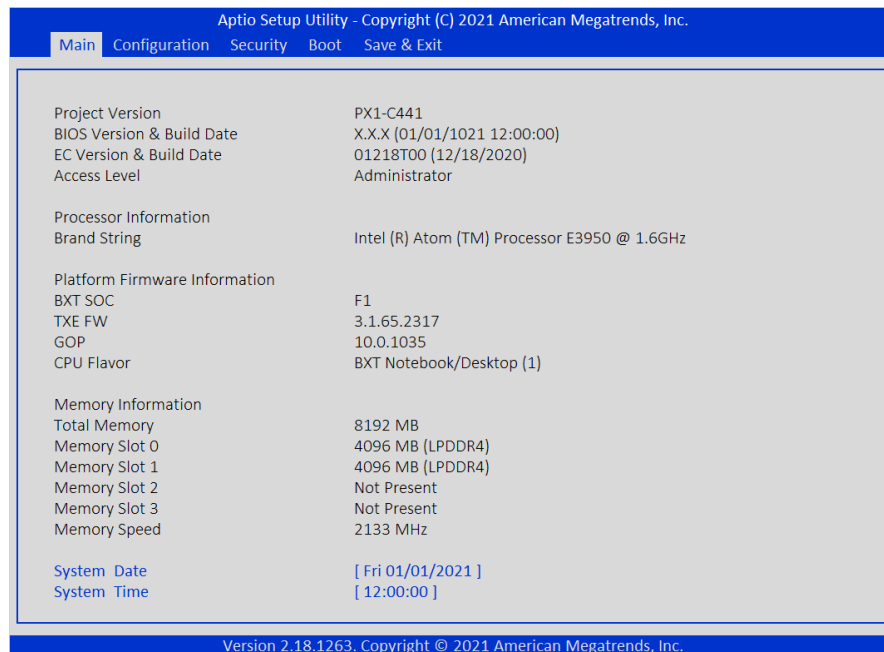 Aptio Setup Utility - Copyright (C) 2021 American Megatrends, Inc.
Main Configuration Security Boot Save & Exit
Project Version PX1-C441
BIOS Version & Build Date X.X.X (01/01/1021 12:00:00)
EC Version & Build Date 01218T00 (12/18/2020)
Access Level Administrator
Processor Information
Brand String Intel (R) Atom (TM) Processor E3950 @ 1.6GHz
Platform Firmware Information
BXT SOC F1
TXE FW 3.1.65.2317
GOP 10.0.1035
CPU Flavor BXT Notebook/Desktop (1)
Memory Information
Total Memory 8192 MB
Memory Slot 0 4096 MB (LPDDR4)
Memory Slot 1 4096 MB (LPDDR4)
Memory Slot 2 Not Present
Memory Slot 3 Not Present
Memory Speed 2133 MHz
System Date [ Fri 01/01/2021 ]
System Time [ 12:00:00 ]
Version 2.18.1263. Copyright © 2021 American Megatrends, Inc.